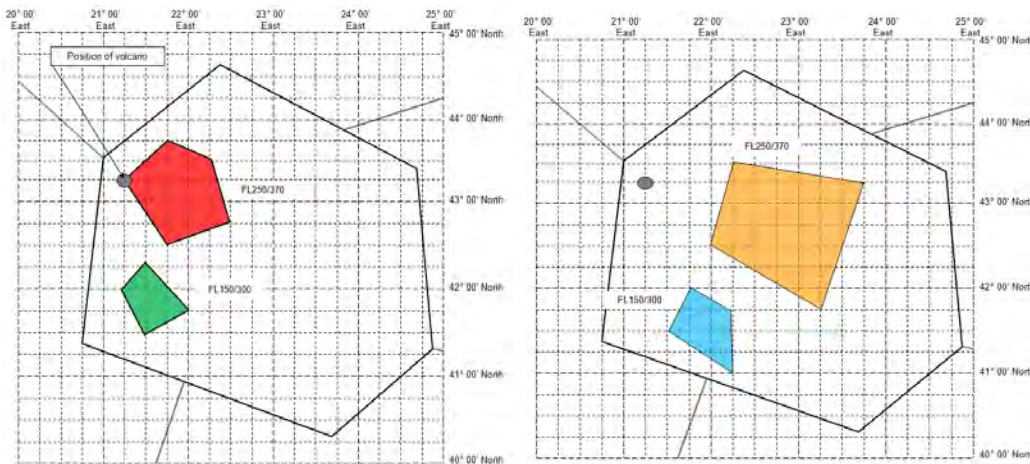 20° 00'
East
21° 00'
East
22° 00'
East
23° 00'
East
24° 00'
East
25° 00'
East
45° 00' North
Position of volcano
44° 00' North
FL250/370
43° 00' North
42° 00' North
FL150/300
41° 00' North
40° 00' North
20° 00'
East
21° 00'
East
22° 00'
East
23° 00'
East
24° 00'
East
25° 00'
East
45° 00' North
44° 00' North
FL250/370
43° 00' North
42° 00' North
FL150/300
41° 00' North
40° 00' North